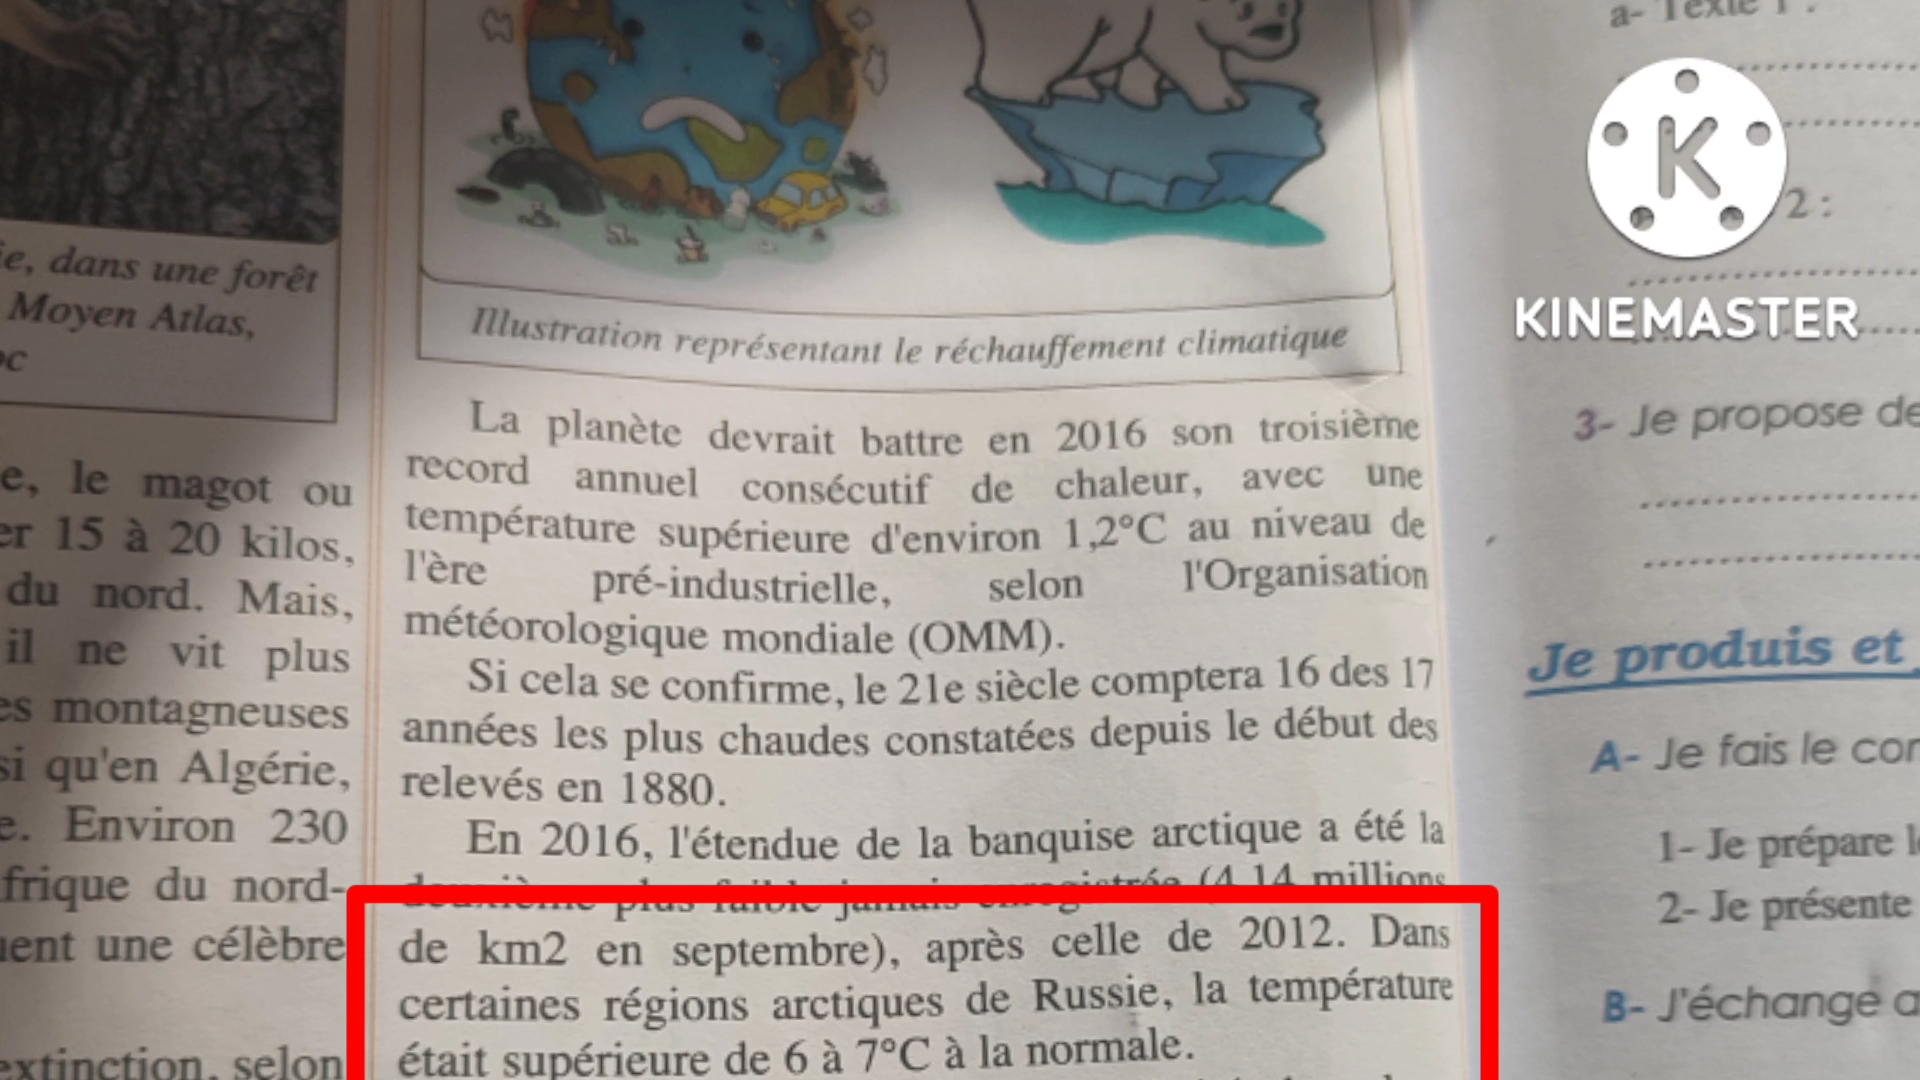 ie, dans une forêt
Moyen Atlas,
oc
e, le magot ou
er 15 à 20 kilos,
du nord. Mais,
il ne vit plus
es montagneuses
si qu'en Algérie,
e. Environ 230
frique du nord-
ent une célèbre
extinction, selon
Illustration représentant le réchauffement climatique
La planète devrait battre en 2016 son troisième
record annuel consécutif de chaleur, avec une
température supérieure d'environ 1,2°C au niveau de
l'ère pré-industrielle, selon l'Organisation
météorologique mondiale (OMM).
Si cela se confirme, le 21e siècle comptera 16 des 17
années les plus chaudes constatées depuis le début des
relevés en 1880.
En 2016, l'étendue de la banquise arctique a été la
deuxième plus faible jamais enregistrée (4,14 millions
de km2 en septembre), après celle de 2012. Dans
certaines régions arctiques de Russie, la température
était supérieure de 6 à 7°C à la normale.
a- Texte 1 :
2 :
K
KINEMASTER
3- Je propose de
Je produis et
A- Je fais le con
1- Je prépare l
2- Je présente
B- J'échange a